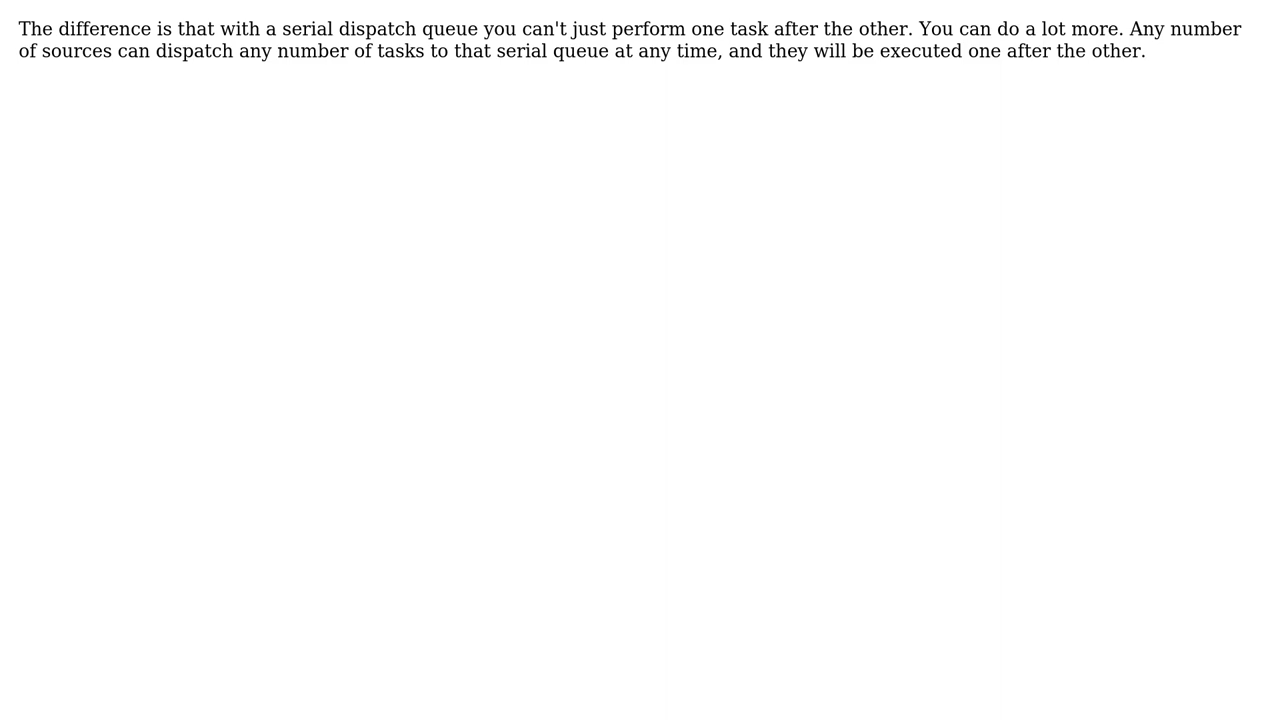 The difference is that with a serial dispatch queue you can't just perform one task after the other. You can do a lot more. Any number
of sources can dispatch any number of tasks to that serial queue at any time, and they will be executed one after the other.